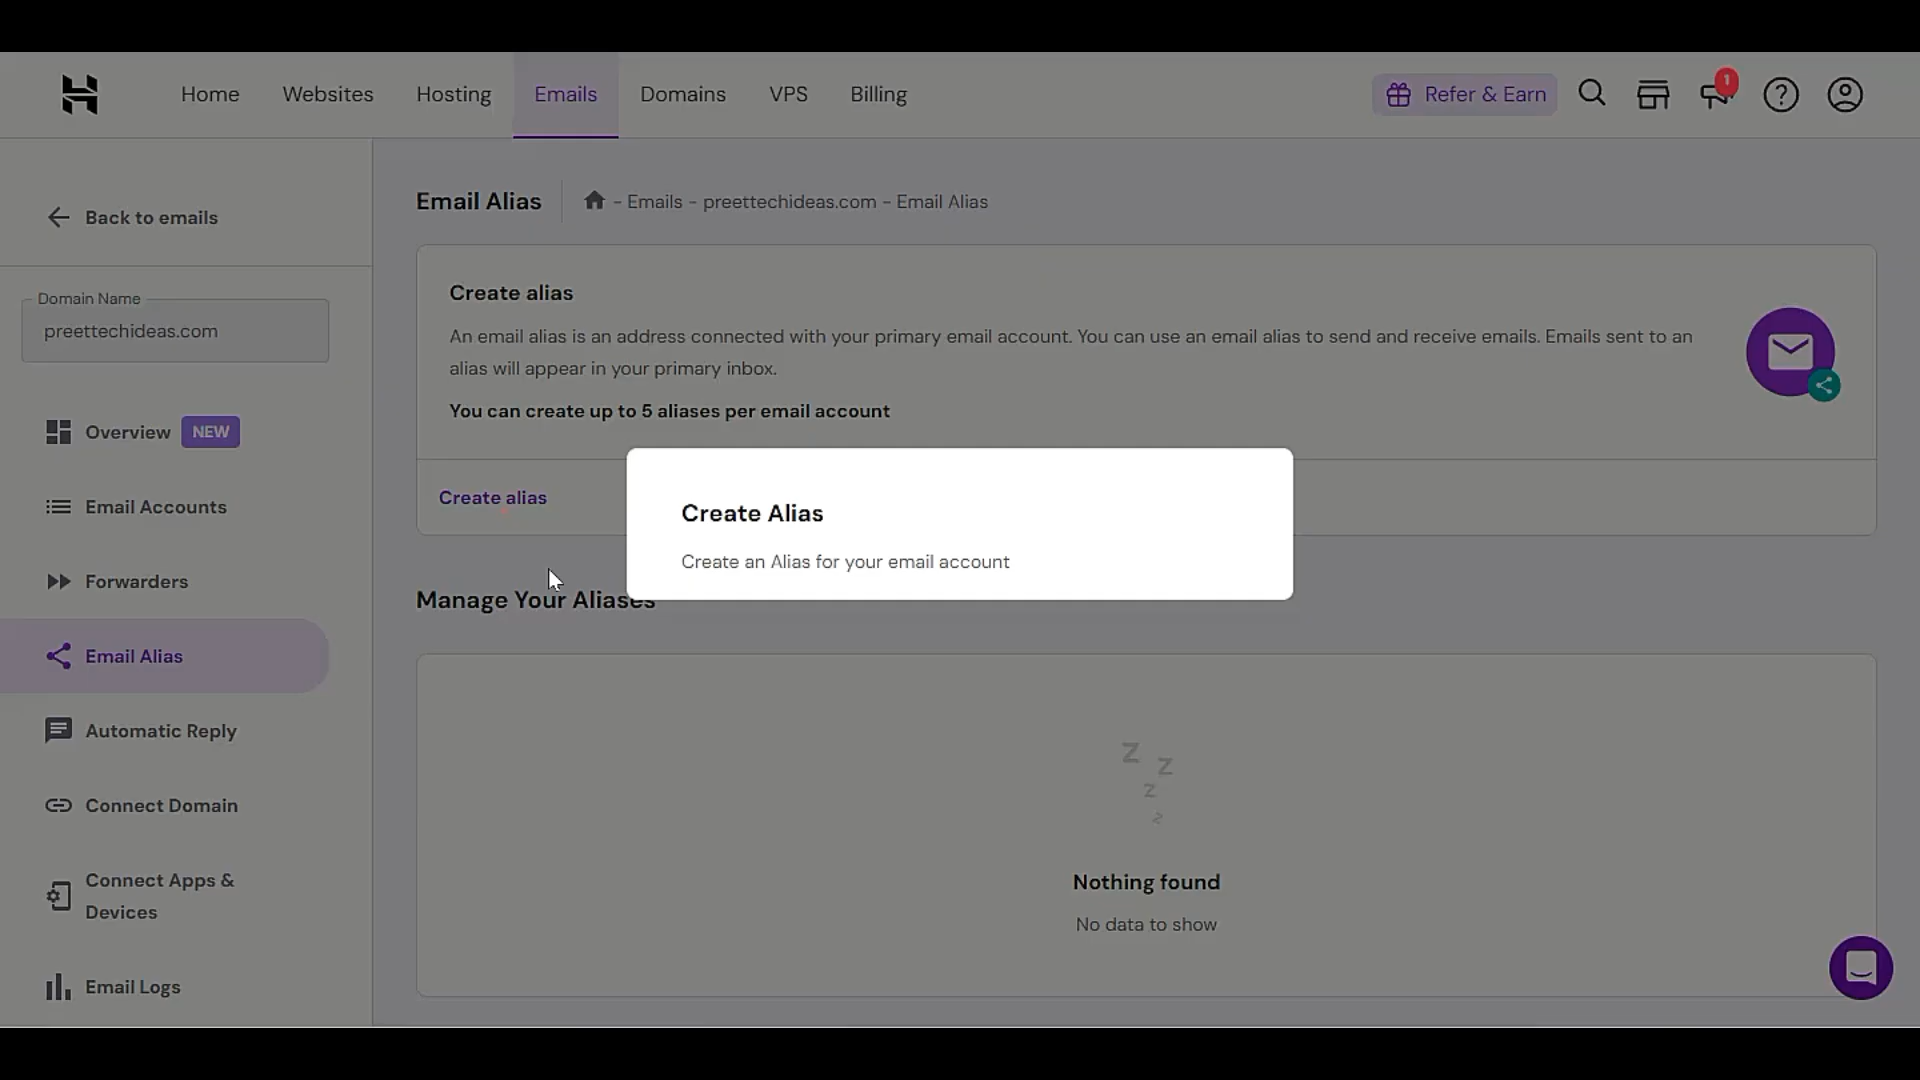 Home Websites Hosting Emails Domains VPS Billing
Refer & Earn
1
Back to emails
Domain Name
preettechideas.com
Overview NEW
Email Accounts
Forwarders
Email Alias
Automatic Reply
Connect Domain
Connect Apps &
Devices
Email Logs
Email Alias
- Emails - preettechideas.com - Email Alias
Create alias
An email alias is an address connected with your primary email account. You can use an email alias to send and receive emails. Emails sent to an
alias will appear in your primary inbox.
You can create up to 5 aliases per email account
Create alias
Create Alias
Create an Alias for your email account
Manage Your Aliases
z z
z
z
Nothing found
No data to show